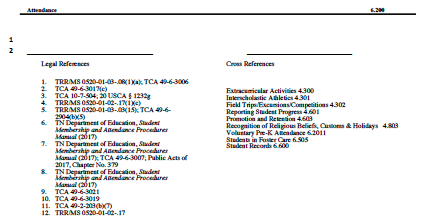 Attendance 6.200
1
2
Legal References
1. TRR/MS 0520-01-03-.08(1)(a); TCA 49-6-3006
2. TCA 49-6-3017(c)
3. TCA 10-7-504; 20 USCA § 1232g
4. TRR/MS 0520-01-02-.17(1)(c)
5. TRR/MS 0520-01-03-.03(15); TCA 49-6-
2904(b)(5)
6. TN Department of Education, Student
Membership and Attendance Procedures
Manual (2017)
7. TN Department of Education, Student
Membership and Attendance Procedures
Manual (2017); TCA 49-6-3007; Public Acts of
2017, Chapter No. 379
8. TN Department of Education, Student
Membership and Attendance Procedures
Manual (2017)
9. TCA 49-6-3021
10. TCA 49-6-3019
11. TCA 49-2-203(b)(7)
12. TRR/MS 0520-01-02-.17
Cross References
Extracurricular Activities 4.300
Interscholastic Athletics 4.301
Field Trips/Excursions/Competitions 4.302
Reporting Student Progress 4.601
Promotion and Retention 4.603
Recognition of Religious Beliefs, Customs & Holidays 4.803
Voluntary Pre-K Attendance 6.2011
Students in Foster Care 6.505
Student Records 6.600